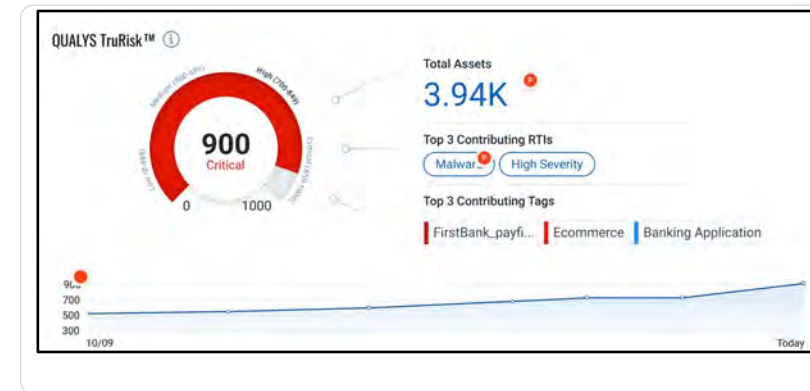 QUALYS TruRisk™
Medium (500-699)
High (700-849)
900
Critical
0
1000
Total Assets
3.94K
Top 3 Contributing RTIs
High Severity
Top 3 Contributing Tags
FirstBank_payfi...
Ecommerce
Banking Application
700
500
300
10/09
Today